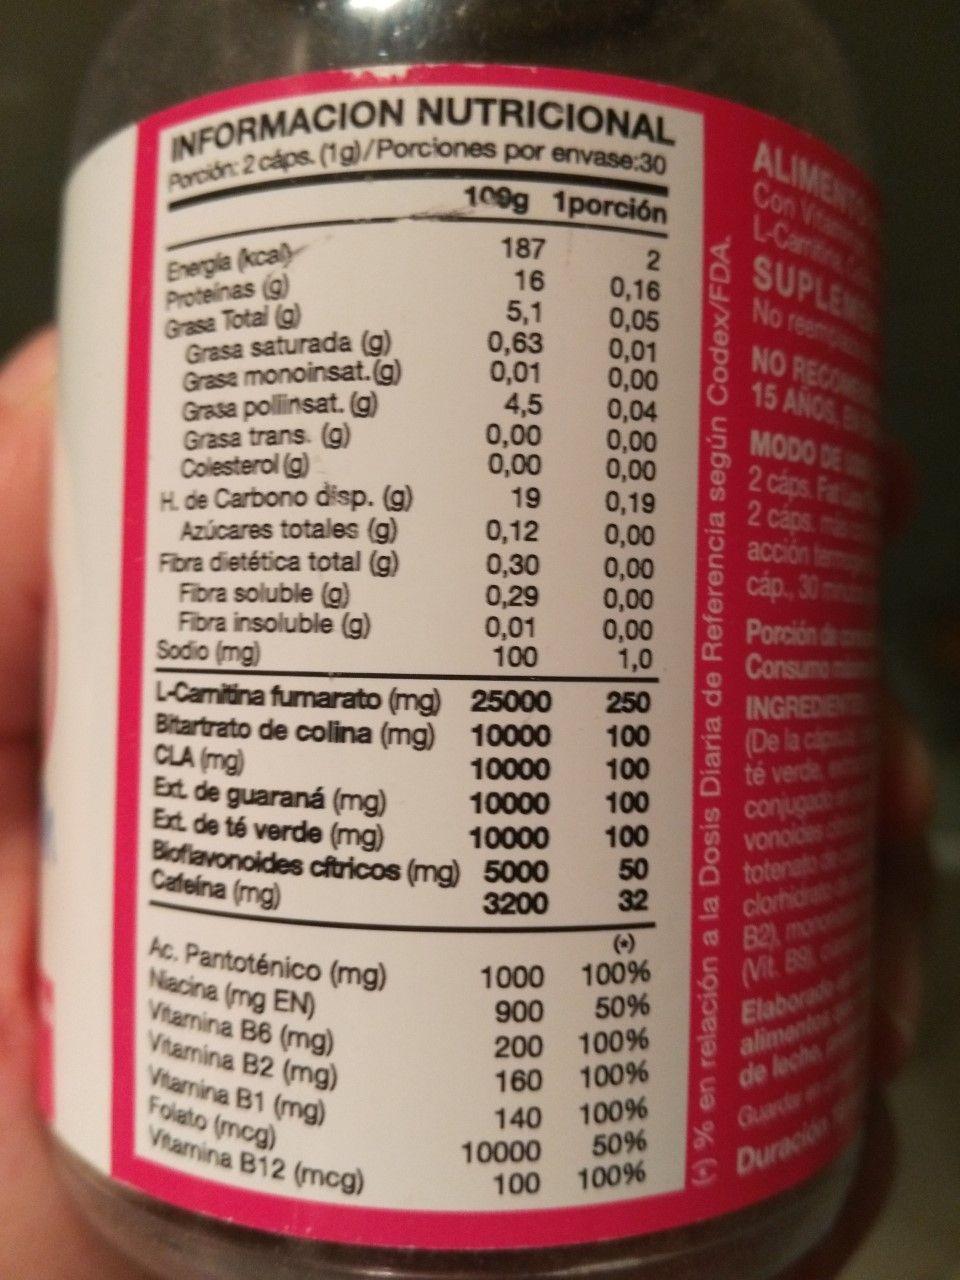 INFORMACION NUTRICIONAL
Porción: 2 cáps. (1g)/Porciones por envase:30
100g 1porción
Energía (kcal) 187 2
Proteínas (g) 16 0,16
Grasa Total (g) 5,1 0,05
Grasa saturada (g) 0,63 0,01
Grasa monoinsat.(g) 0,01 0,00
Grasa poliinsat. (g) 4,5 0,04
Grasa trans. (g) 0,00 0,00
Colesterol (g) 0,00 0,00
H. de Carbono disp. (g) 19 0,19
Azúcares totales (g) 0,12 0,00
Fibra dietética total (g) 0,30 0,00
Fibra soluble (g) 0,29 0,00
Fibra insoluble (g) 0,01 0,00
Sodio (mg) 100 1,0
L-Carnitina fumarato (mg) 25000 250
Bitartrato de colina (mg) 10000 100
CLA (mg) 10000 100
Ext. de guaraná (mg) 10000 100
Ext. de té verde (mg) 10000 100
Bioflavonoides cítricos (mg) 5000 50
Cafeína (mg) 3200 32
(*)
Ac. Pantoténico (mg) 1000 100%
Niacina (mg EN) 900 50%
Vitamina B6 (mg) 200 100%
Vitamina B2 (mg) 160 100%
Vitamina B1 (mg) 140 100%
Folato (mcg) 10000 50%
Vitamina B12 (mcg) 100 100%
(*) % en relación a la Dosis Diaria de Referencia según Codex/FDA.
Con
L-Carnitina,
No
NO
15 AÑOS,
MODO DE
2 cáps.
2 cáps.
acción
cáp., 30
Porción de
Consumo
(De la
té verde,
B2),
(Vit. B9),
de leche,
Guardar
Duración